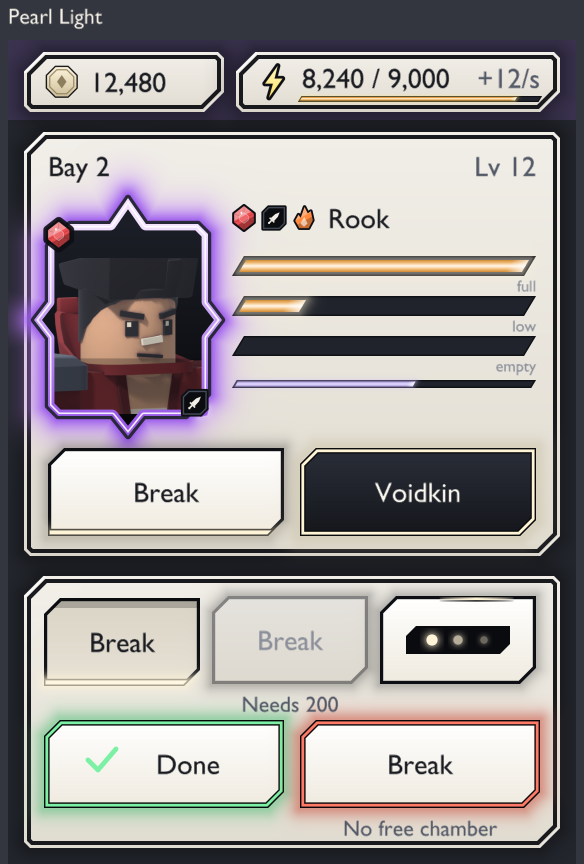 Pearl Light
12,480
8,240 / 9,000 +12/s
Bay 2 Lv 12
Rook
full
low
empty
Break Voidkin
Break Break
Needs 200
Done Break
No free chamber